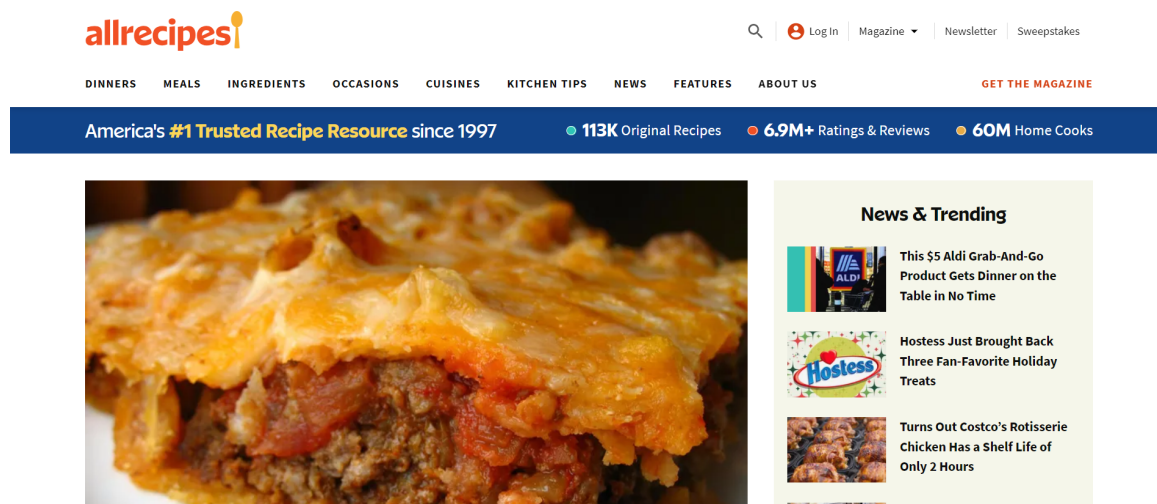 allrecipes
Log In
Magazine
Newsletter
Sweepstakes
DINNERS
MEALS
INGREDIENTS
OCCASIONS
CUISINES
KITCHEN TIPS
NEWS
FEATURES
ABOUT US
GET THE MAGAZINE
America's #1 Trusted Recipe Resource since 1997
113K Original Recipes
6.9M+ Ratings & Reviews
60M Home Cooks
News & Trending
ALDI
This $5 Aldi Grab-And-Go
Product Gets Dinner on the
Table in No Time
Hostess
Hostess Just Brought Back
Three Fan-Favorite Holiday
Treats
Turns Out Costco’s Rotisserie
Chicken Has a Shelf Life of
Only 2 Hours